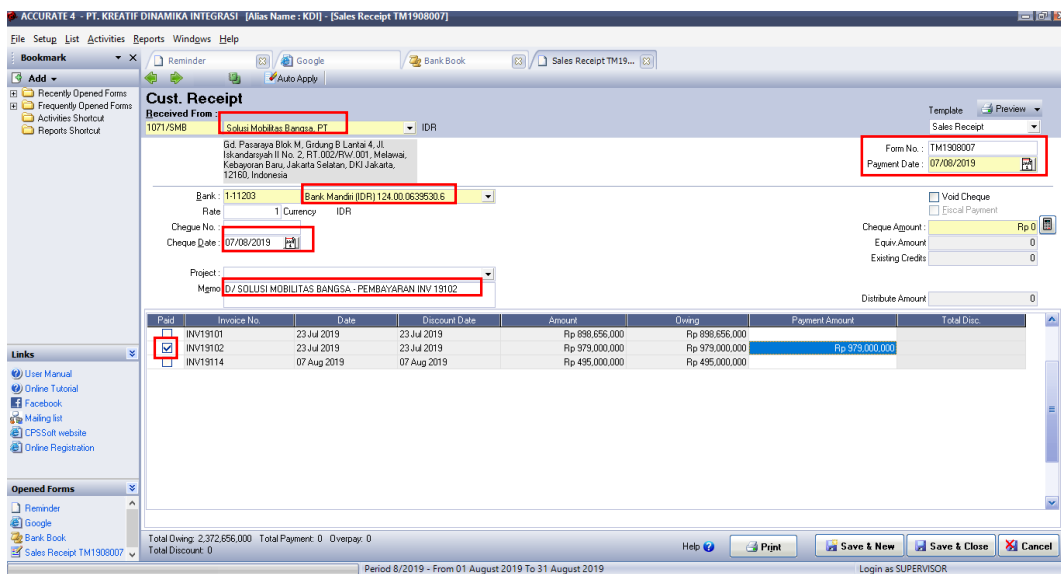 ACCURATE 4 - PT. KREATIF DINAMIKA INTEGRASI [Alias Name : KDI] - [Sales Receipt TM1908007]
File Setup List Activities Reports Windows Help
Bookmark
Reminder
Google
Bank Book
Sales Receipt TM19...
Add
Auto Apply
Recently Opened Forms
Frequently Opened Forms
Activities Shortcut
Reports Shortcut
Cust. Receipt
Received From :
1071/SMB
Solusi Mobilitas Bangsa, PT
IDR
Gd. Pasaraya Blok M, Grdung B Lantai 4, Jl.
Iskandarsyah II No. 2, RT.002/RW.001, Melawai,
Kebayoran Baru, Jakarta Selatan, DKI Jakarta,
12160, Indonesia
Template
Preview
Sales Receipt
Form No. : TM1908007
Payment Date : 07/08/2019
Bank : 1-11203
Bank Mandiri (IDR) 124.00.0639530.6
Rate 1 Currency IDR
Cheque No. :
Cheque Date : 07/08/2019
Void Cheque
Fiscal Payment
Cheque Amount : Rp 0
Equiv.Amount 0
Existing Credits 0
Project :
Memo D/ SOLUSI MOBILITAS BANGSA - PEMBAYARAN INV 19102
Distribute Amount 0
Paid Invoice No. Date Discount Date Amount Owing Payment Amount Total Disc.
INV19101 23 Jul 2019 23 Jul 2019 Rp 898,656,000 Rp 898,656,000
INV19102 23 Jul 2019 23 Jul 2019 Rp 979,000,000 Rp 979,000,000 Rp 979,000,000
INV19114 07 Aug 2019 07 Aug 2019 Rp 495,000,000 Rp 495,000,000
Links
User Manual
Online Tutorial
Facebook
Mailing list
CPSSoft website
Online Registration
Opened Forms
Reminder
Google
Bank Book
Sales Receipt TM1908007
Total Owing: 2,372,656,000 Total Payment: 0 Overpay: 0
Total Discount: 0
Help
Print
Save & New
Save & Close
Cancel
Period 8/2019 - From 01 August 2019 To 31 August 2019
Login as SUPERVISOR